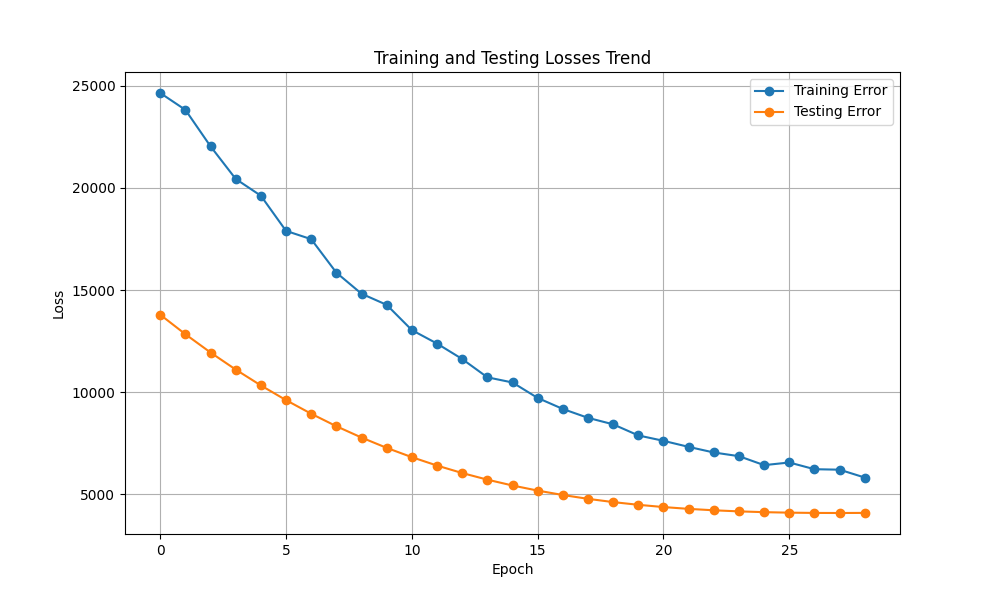 Training and Testing Losses Trend
25000
20000
15000
10000
5000
Loss
Training Error
Testing Error
0 5 10 15 20 25
Epoch